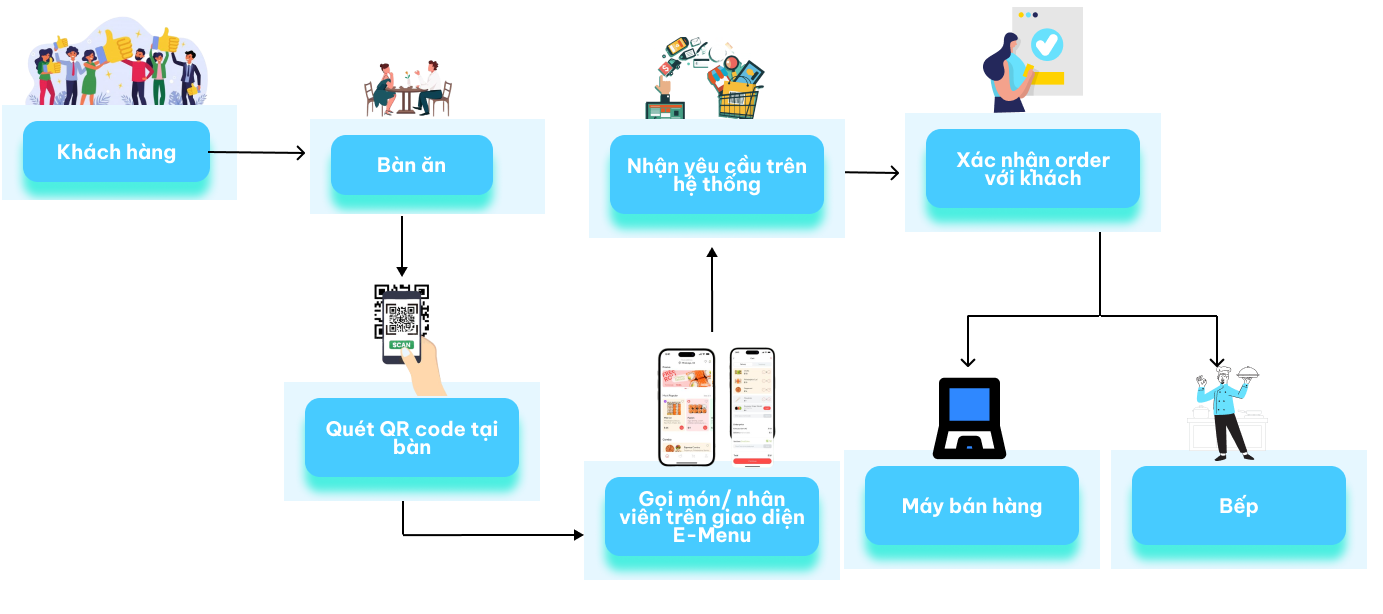 Khách hàng
Bàn ăn
Nhận yêu cầu trên
hệ thống
Xác nhận order
với khách
SCAN
Quét QR code tại
bàn
Gọi món/ nhân
viên trên giao diện
E-Menu
Máy bán hàng
Bếp